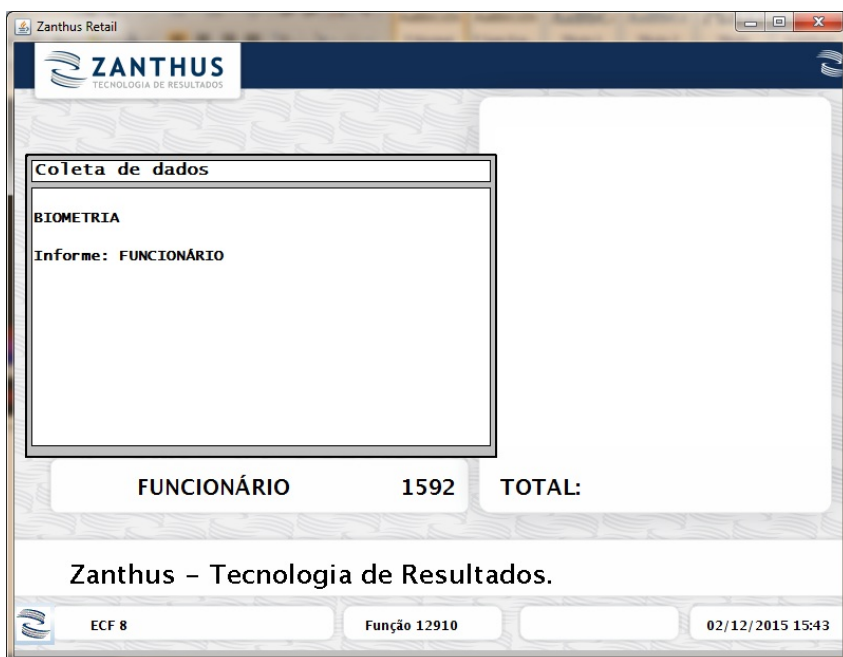 Zanthus Retail
ZANTHUS
TECNOLOGIA DE RESULTADOS
Coleta de dados
BIOMETRIA
Informe: FUNCIONÁRIO
FUNCIONÁRIO 1592 TOTAL:
Zanthus - Tecnologia de Resultados.
ECF 8 Função 12910 02/12/2015 15:43